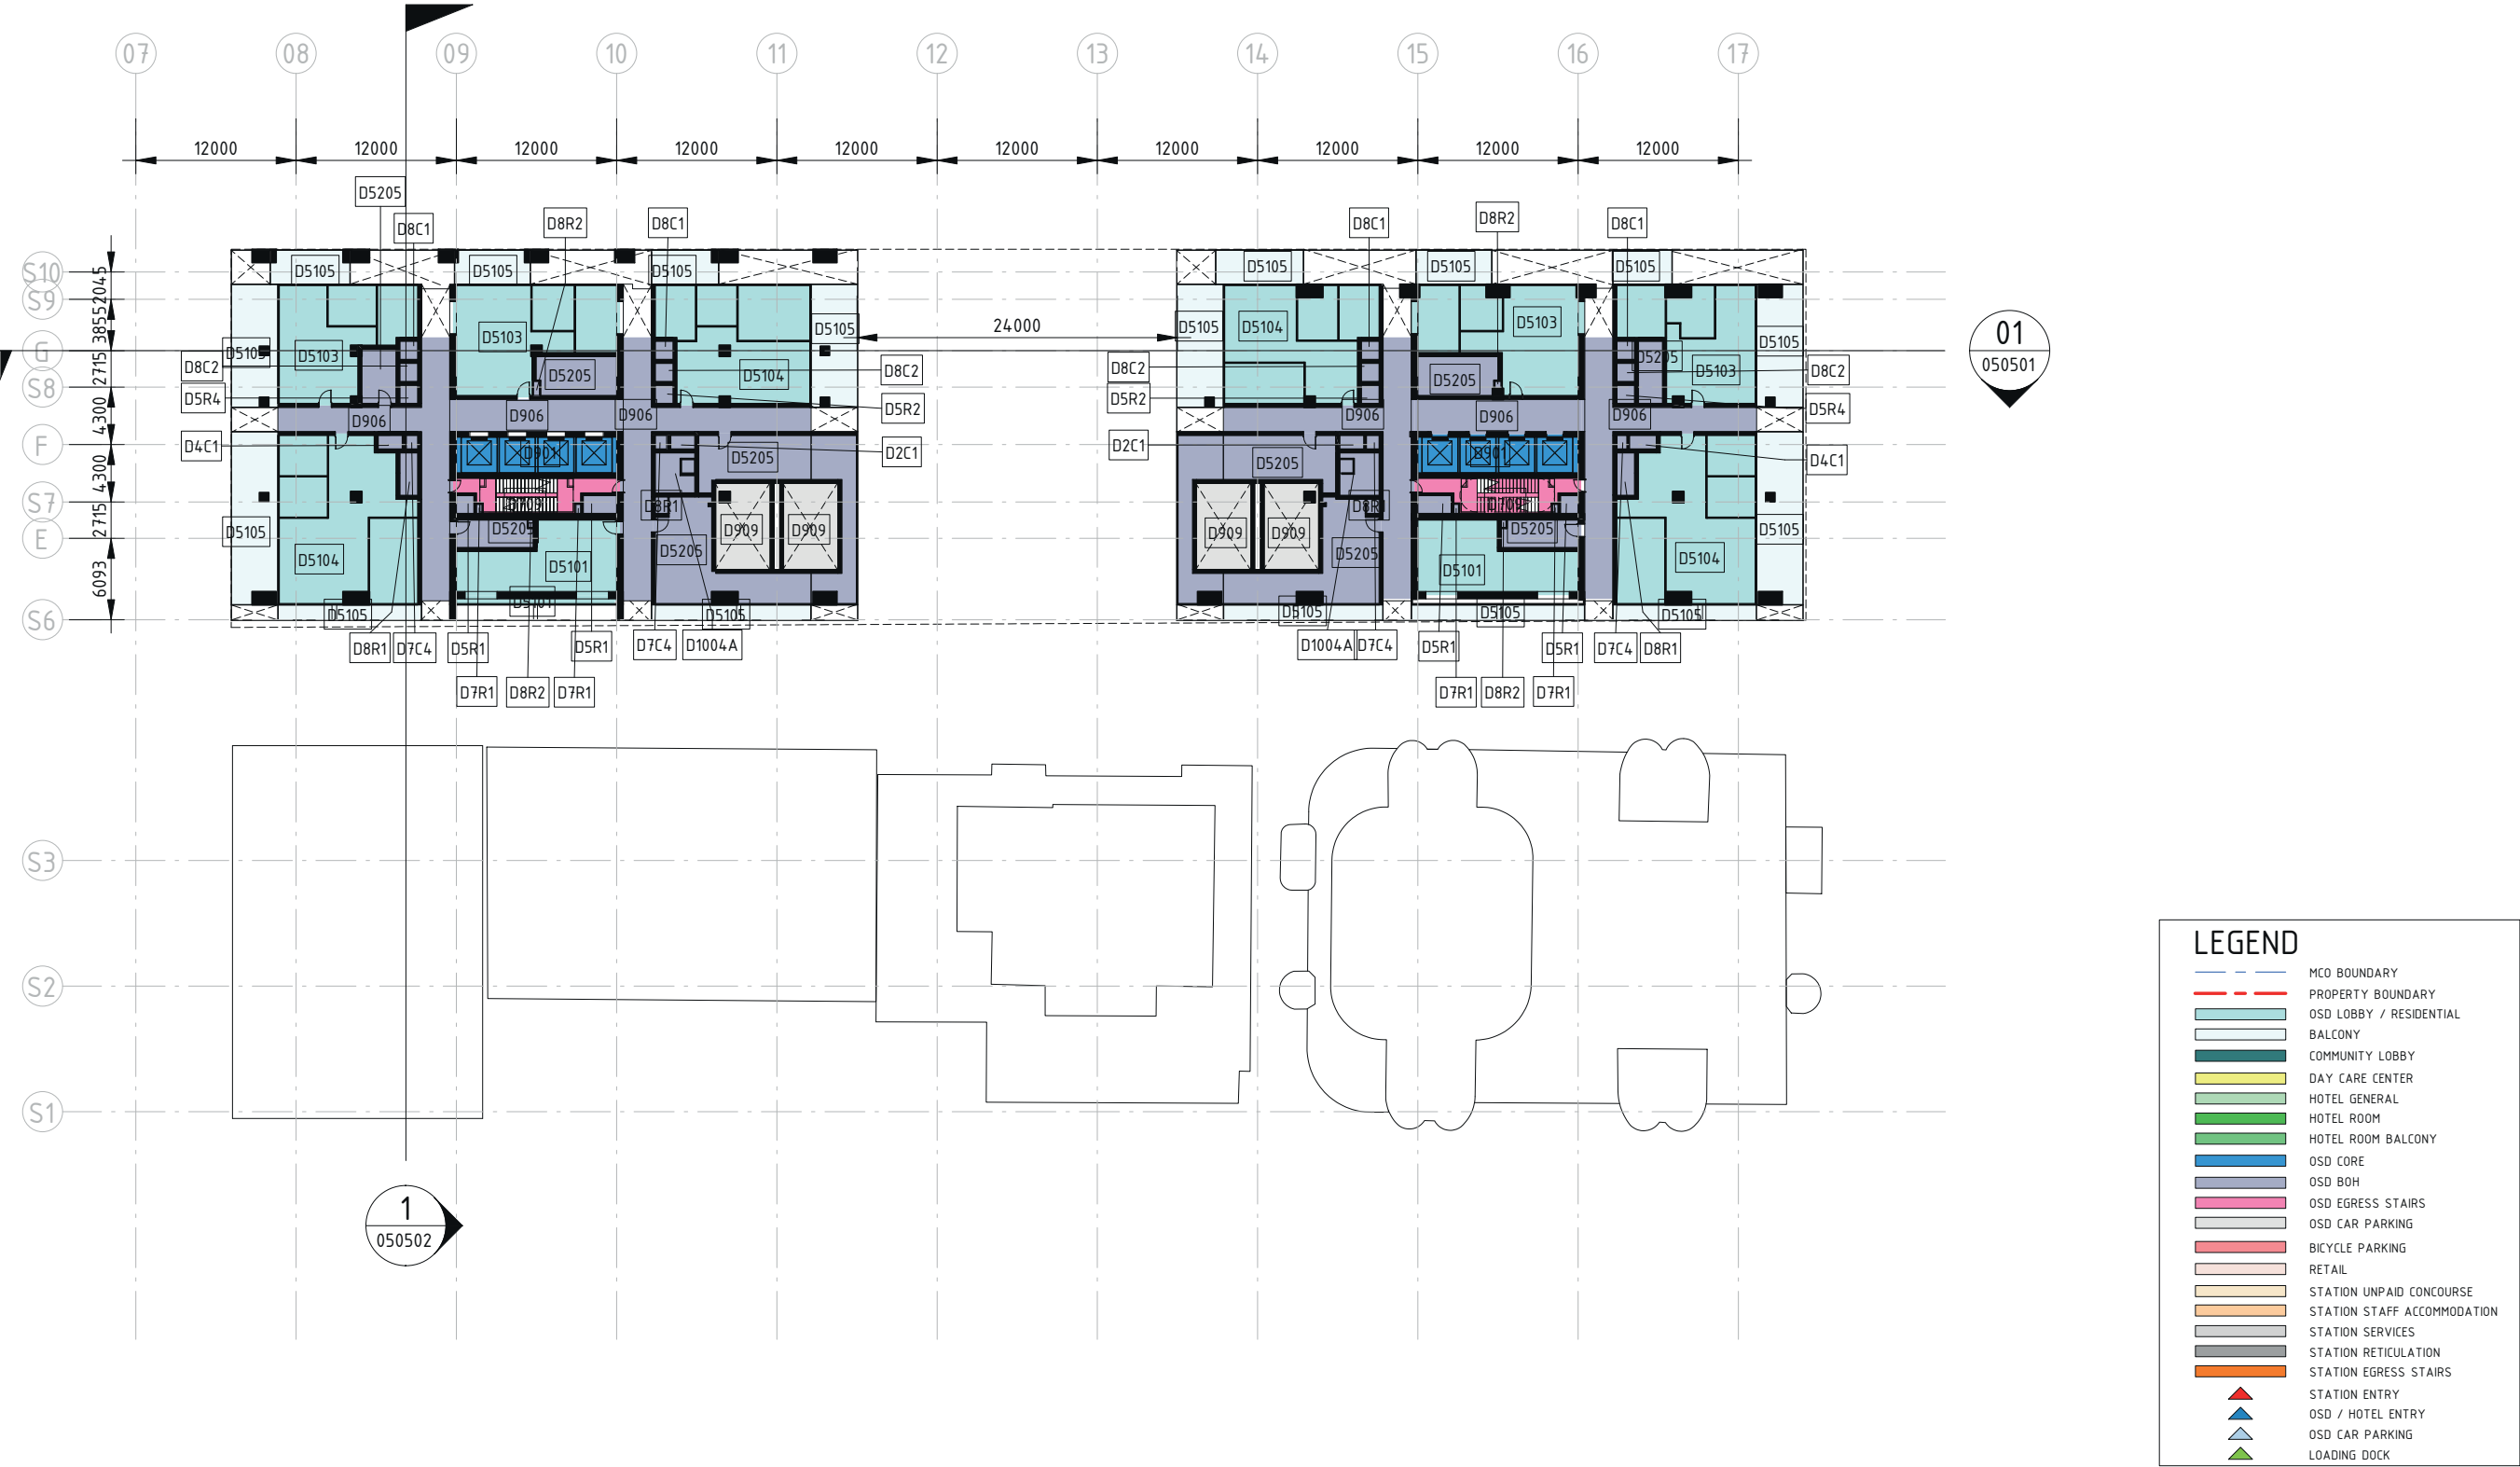 07 08 09 10 11 12 13 14 15 16 17
12000 12000 12000 12000 12000 12000 12000 12000 12000 12000
D5205
D8C1 D8R2 D8C1 D8C1 D8R2 D8C1
S10 2045
S9
3855
G
2715
S8
4300
F
4300
S7
2715
E
6093
S6
D5105 D5105 D5105 D5105 D5105 D5105
24000
D5105 D5103 D5103 D5104 D5105
D5105 D5104 D5103 D5205 D5103 D5105
D8C2 D5205 D8C2 D8C2 D5205 D8C2
D5R4 D5R2 D5R2 D5R4
D906 D906 D906 D906 D906 D906
D4C1 D901 D2C1 D2C1 D901 D4C1
D5205 D5205
D709 D8R1 D8R1 D709
D5205 D909 D909 D909 D909 D5205
D5105 D5104 D5101 D5205 D5205 D5101 D5104 D5105
D5101
D5105 D5105 D5105 D5105 D5105
D8R1 D7C4 D5R1 D5R1 D7C4 D1004A D1004A D7C4 D5R1 D5R1 D7C4 D8R1
D7R1 D8R2 D7R1 D7R1 D8R2 D7R1
01
050501
S3
S2
S1
1
050502
LEGEND
MCO BOUNDARY
PROPERTY BOUNDARY
OSD LOBBY / RESIDENTIAL
BALCONY
COMMUNITY LOBBY
DAY CARE CENTER
HOTEL GENERAL
HOTEL ROOM
HOTEL ROOM BALCONY
OSD CORE
OSD BOH
OSD EGRESS STAIRS
OSD CAR PARKING
BICYCLE PARKING
RETAIL
STATION UNPAID CONCOURSE
STATION STAFF ACCOMMODATION
STATION SERVICES
STATION RETICULATION
STATION EGRESS STAIRS
STATION ENTRY
OSD / HOTEL ENTRY
OSD CAR PARKING
LOADING DOCK